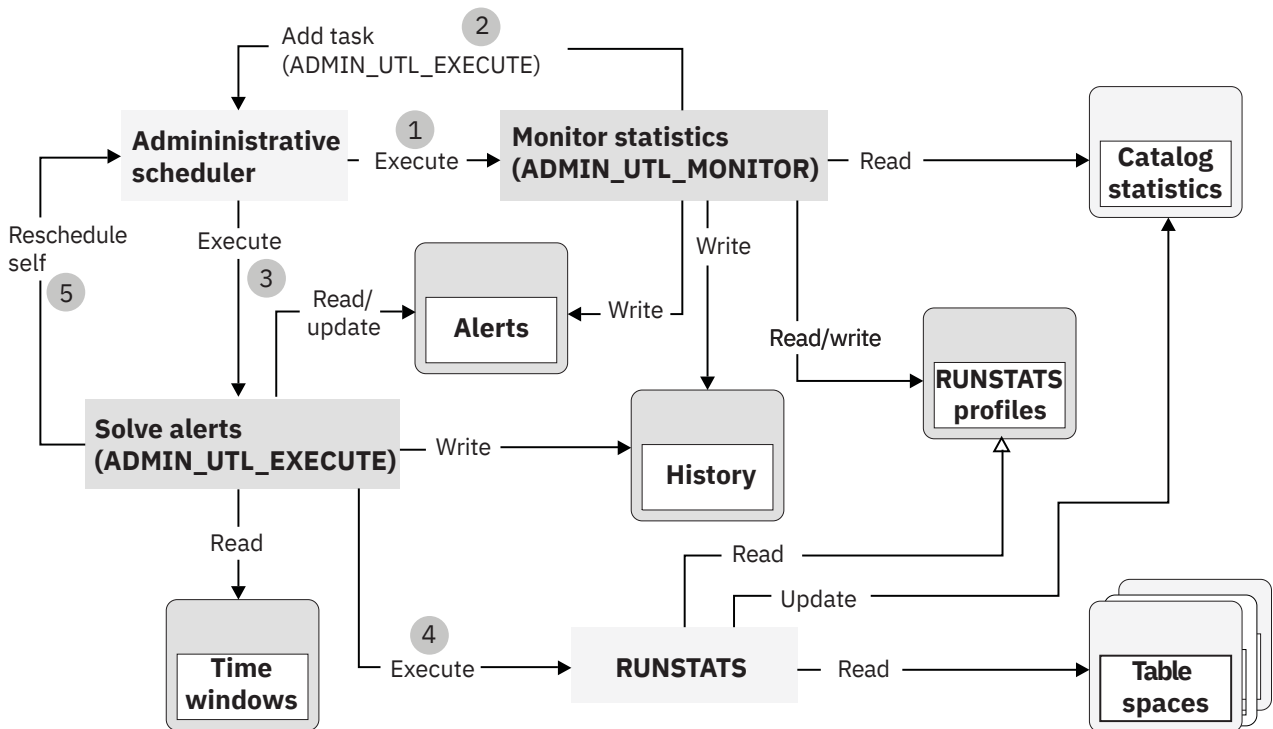 2
Add task
(ADMIN_UTL_EXECUTE)
Admininistrative
scheduler
1
Execute
Monitor statistics
(ADMIN_UTL_MONITOR)
Read
Catalog
statistics
Reschedule
self
5
Execute
3
Read/
update
Alerts
Write
Write
Read/write
RUNSTATS
profiles
Solve alerts
(ADMIN_UTL_EXECUTE)
Write
History
Read
Time
windows
4
Execute
RUNSTATS
Read
Update
Read
Table
spaces